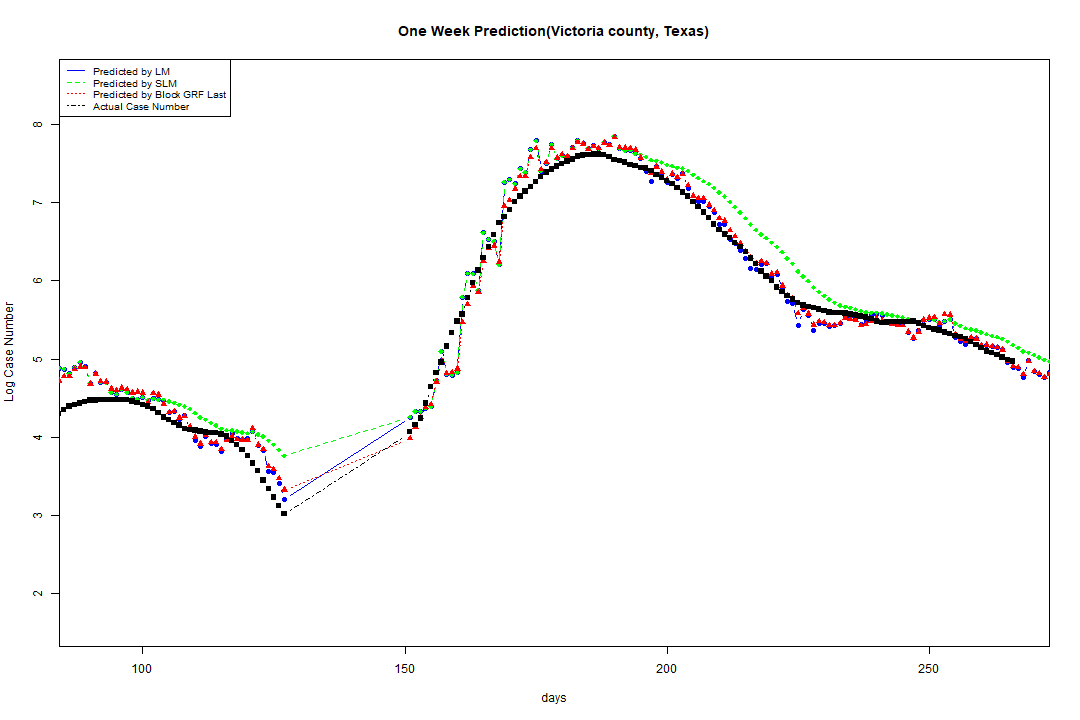 One Week Prediction(Victoria county, Texas)
Predicted by LM
Predicted by SLM
Predicted by Block GRF Last
Actual Case Number
8
7
6
5
4
3
2
Log Case Number
100 150 200 250
days